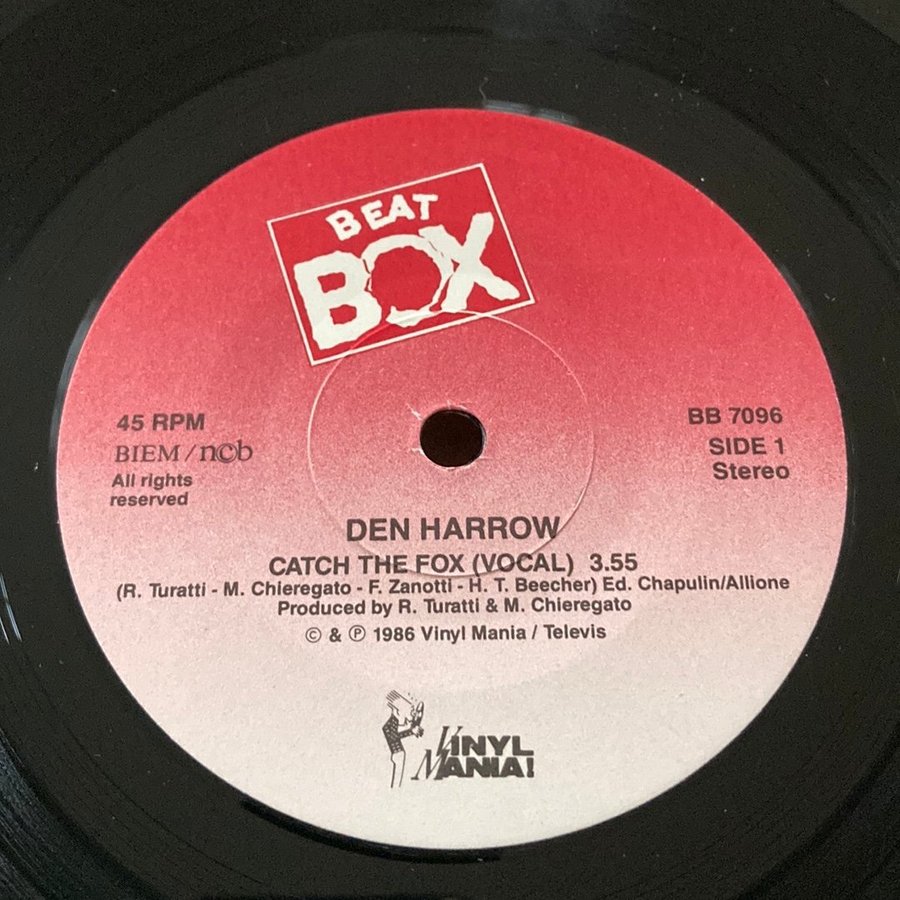 BEAT
BOX
45 RPM
BIEM/n©b
All rights
reserved
BB 7096
SIDE 1
Stereo
DEN HARROW
CATCH THE FOX (VOCAL) 3.55
(R. Turatti - M. Chieregato - F. Zanotti - H. T. Beecher) Ed. Chapulin/Allione
Produced by R. Turatti & M. Chieregato
© & ℗ 1986 Vinyl Mania / Televis
VINYL
MANIA!